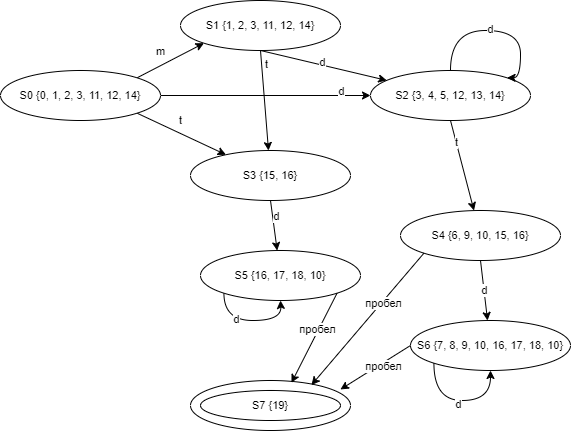 S1 {1, 2, 3, 11, 12, 14}
d
m
t
d
S0 {0, 1, 2, 3, 11, 12, 14}
d
S2 {3, 4, 5, 12, 13, 14}
t
t
S3 {15, 16}
d
S4 {6, 9, 10, 15, 16}
S5 {16, 17, 18, 10}
d
пробел
d
пробел
S6 {7, 8, 9, 10, 16, 17, 18, 10}
пробел
S7 {19}
d